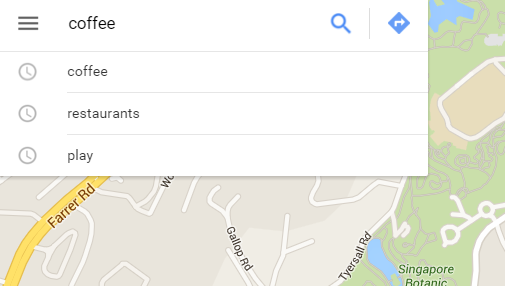 coffee
coffee
restaurants
play
Farrer Rd
Gallop Rd
Tyersall Rd
Singapore
Botanic